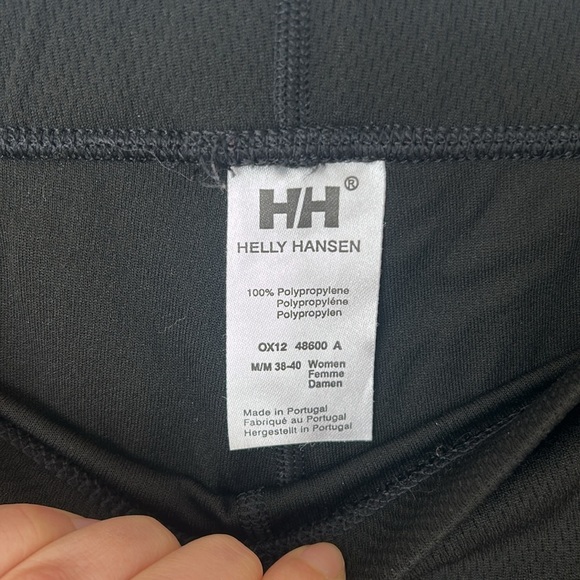 HH®
HELLY HANSEN
100% Polypropylene
Polypropyléne
Polypropylen
OX12 48600 A
M/M 38-40 Women
Femme
Damen
Made in Portugal
Fabriqué au Portugal
Hergestellt in Portugal